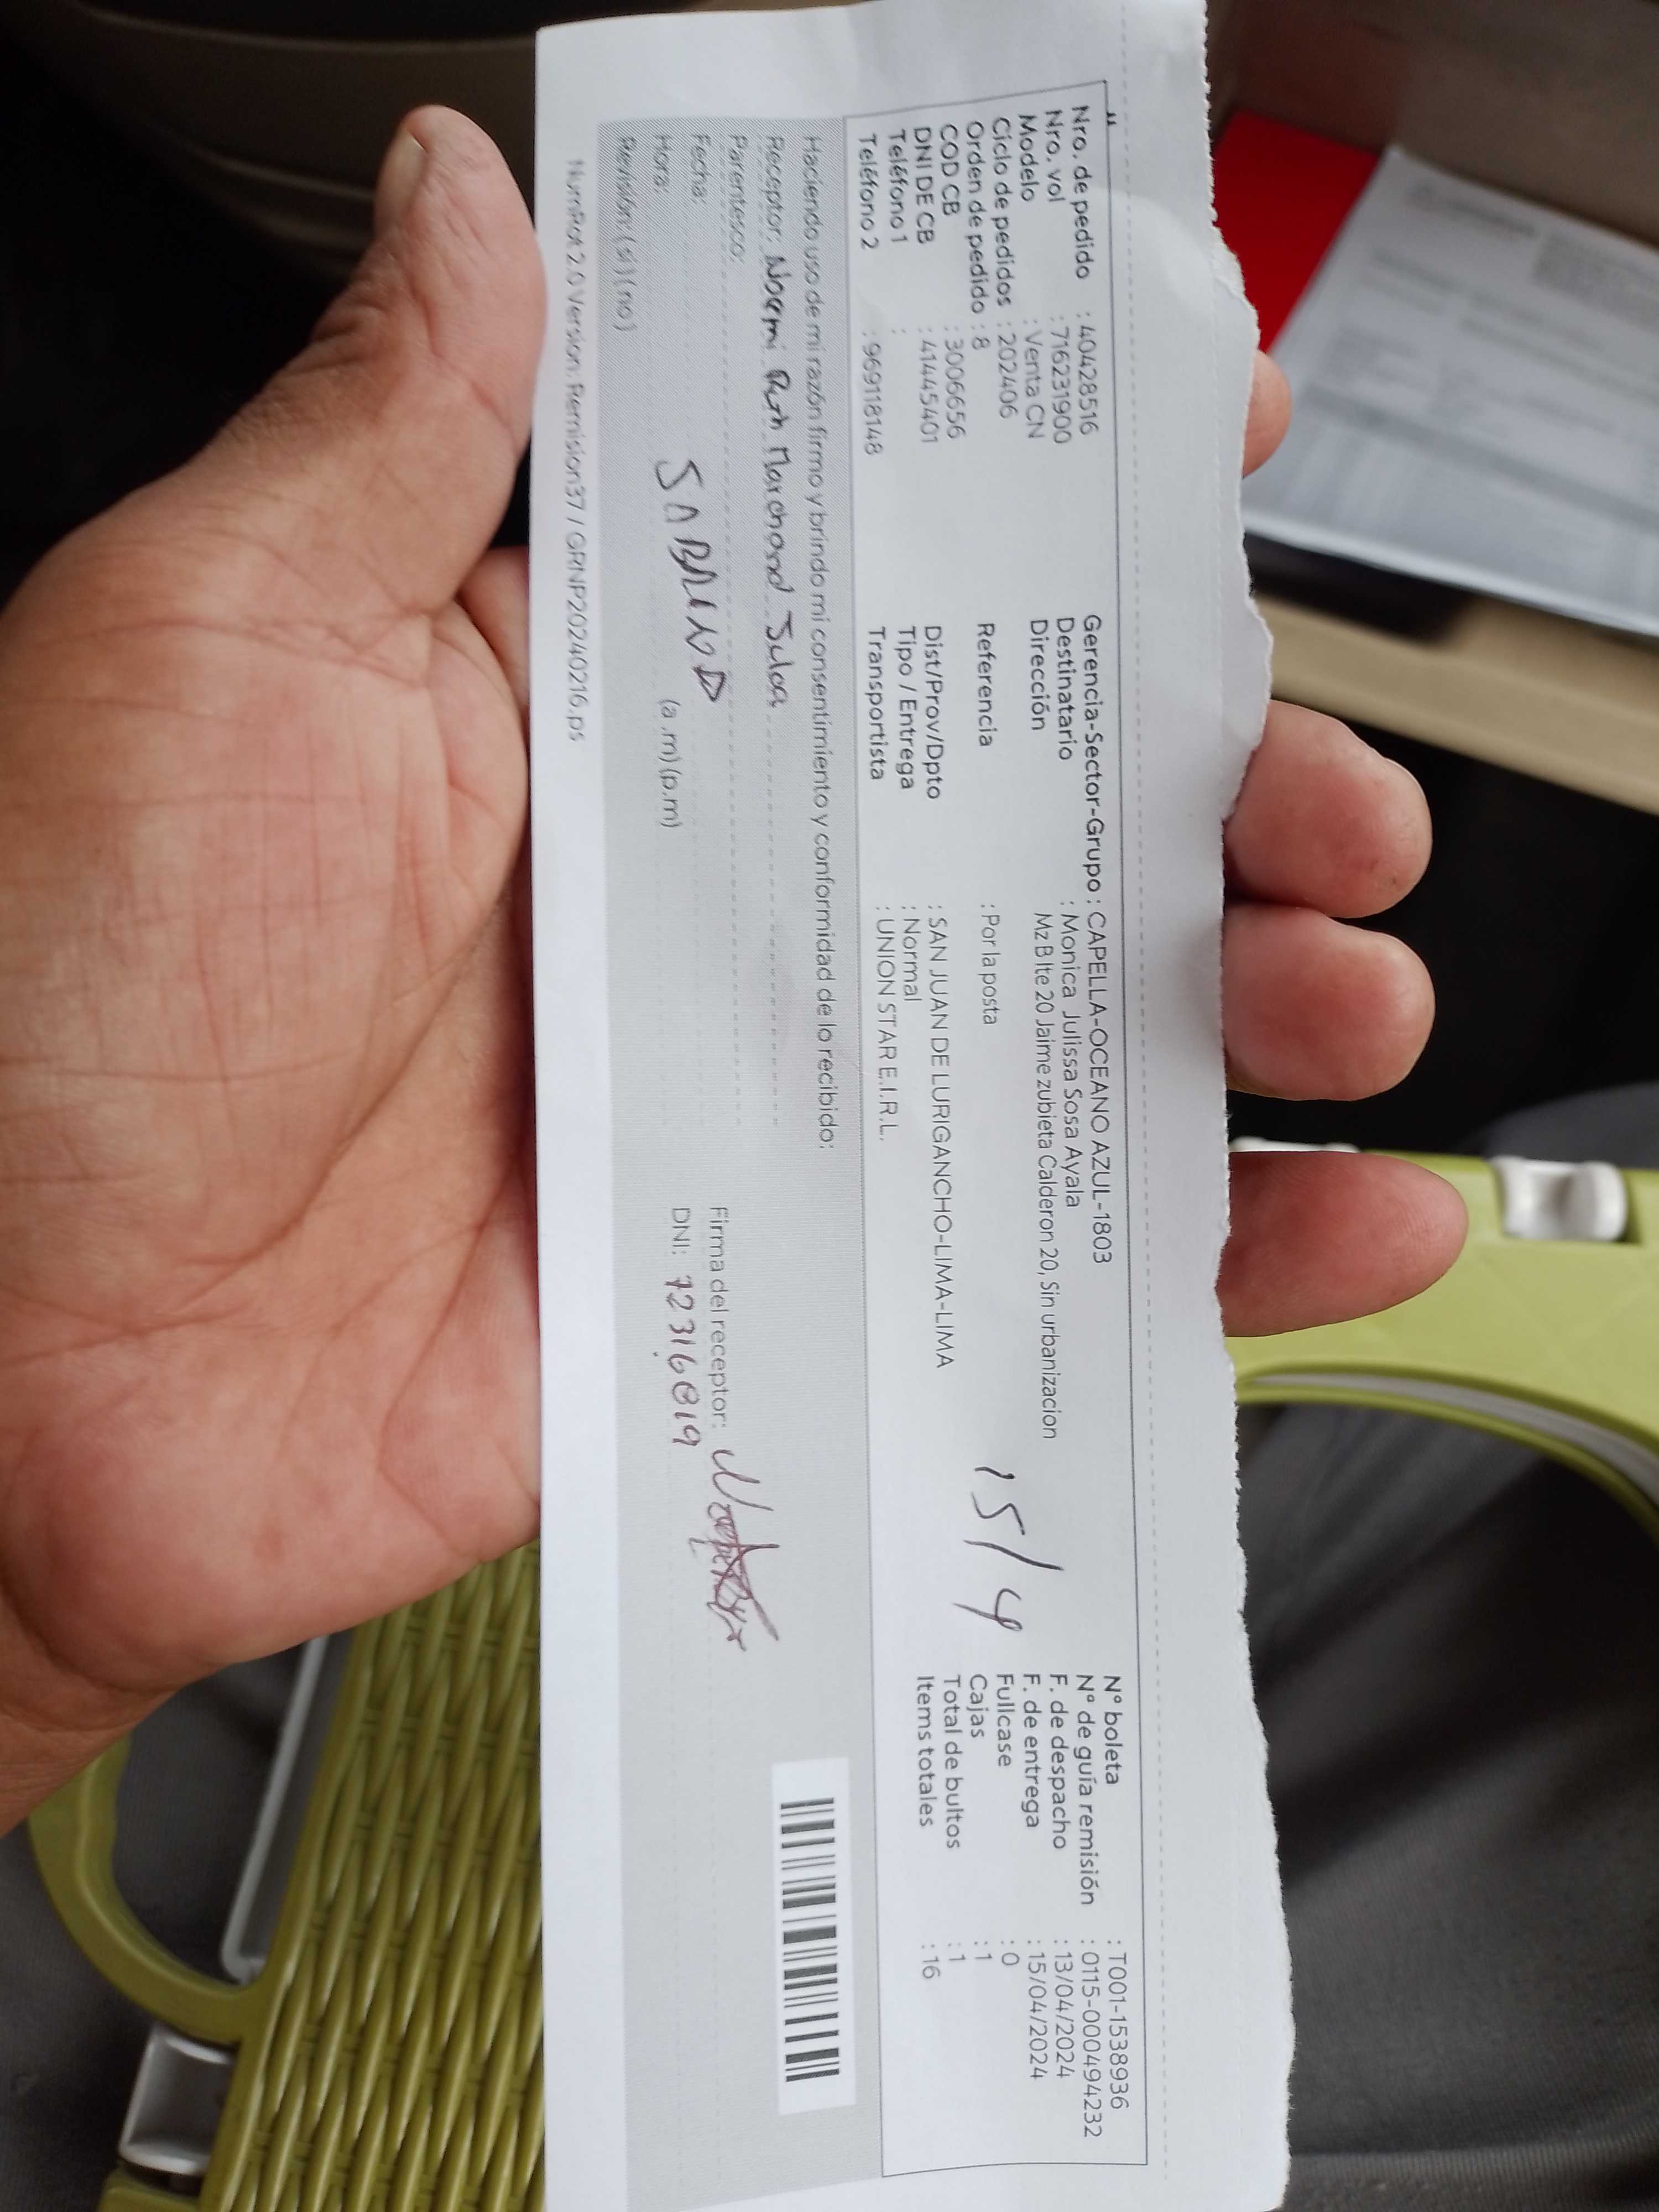 Nro. de pedido : 40428516
Nro. vol : 716231900
Modelo : Venta CN
Ciclo de pedidos : 202406
Orden de pedido : 8
COD CB : 3006656
DNI DE CB : 41445401
Teléfono 1 :
Teléfono 2 : 969118148
Gerencia-Sector-Grupo : CAPELLA-OCEANO AZUL-1803
Destinatario : Monica Julissa Sosa Ayala
Dirección Mz B lte 20 Jaime zubieta Calderon 20, Sin urbanizacion
Referencia : Por la posta
Dist/Prov/Dpto : SAN JUAN DE LURIGANCHO-LIMA-LIMA
Tipo / Entrega : Normal
Transportista : UNION STAR E.I.R.L.
15/4
N° boleta : T001-1538936
N° de guía remisión : 0115-000494232
F. de despacho : 13/04/2024
F. de entrega : 15/04/2024
Fullcase : 0
Cajas : 1
Total de bultos : 1
Items totales : 16
Haciendo uso de mi razón firmo y brindo mi consentimiento y conformidad de lo recibido:
Receptor: Noemi Ruth Marchand
Parentesco:
Fecha:
Hora: (a.m) (p.m)
Revisión: (si) (no)
Firma del receptor:
DNI: 72316819
NumRot 2.0 Version: Remision37 / GRNP20240216.ps